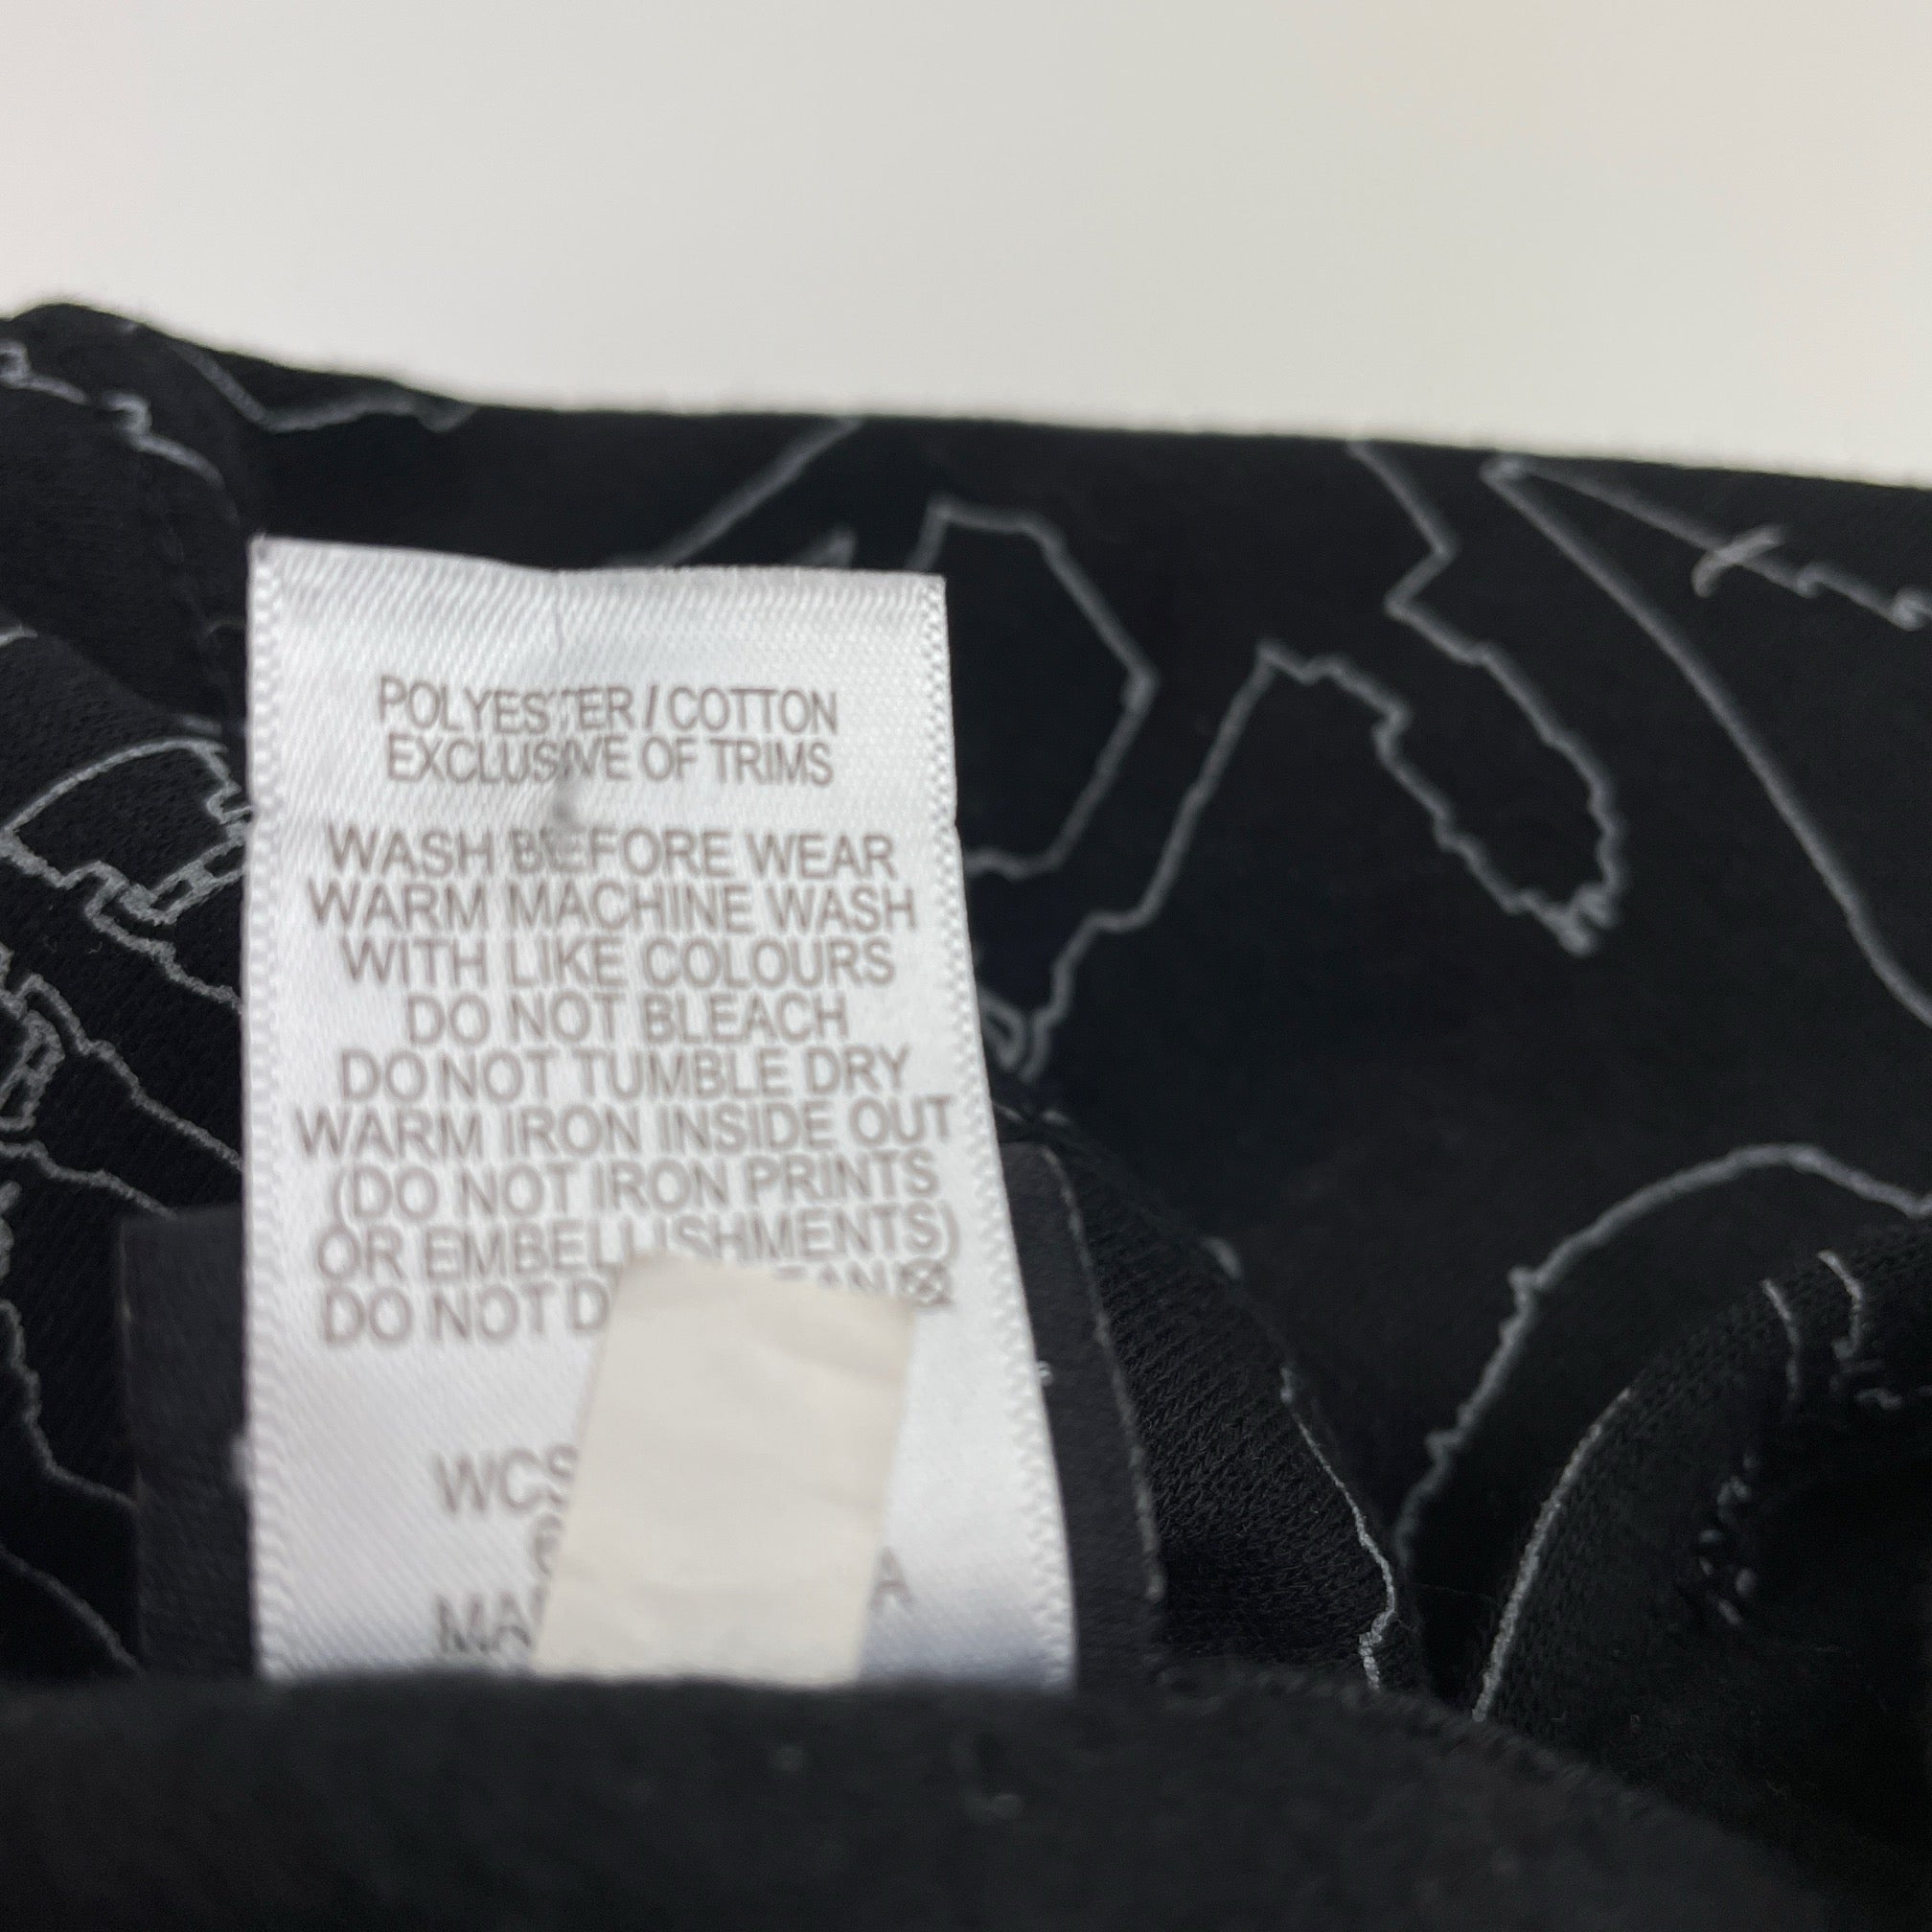 POLYESTER / COTTON
EXCLUSIVE OF TRIMS
WASH BEFORE WEAR
WARM MACHINE WASH
WITH LIKE COLOURS
DO NOT BLEACH
DO NOT TUMBLE DRY
WARM IRON INSIDE OUT
(DO NOT IRON PRINTS
OR EMBELLISHMENTS)
DO NOT